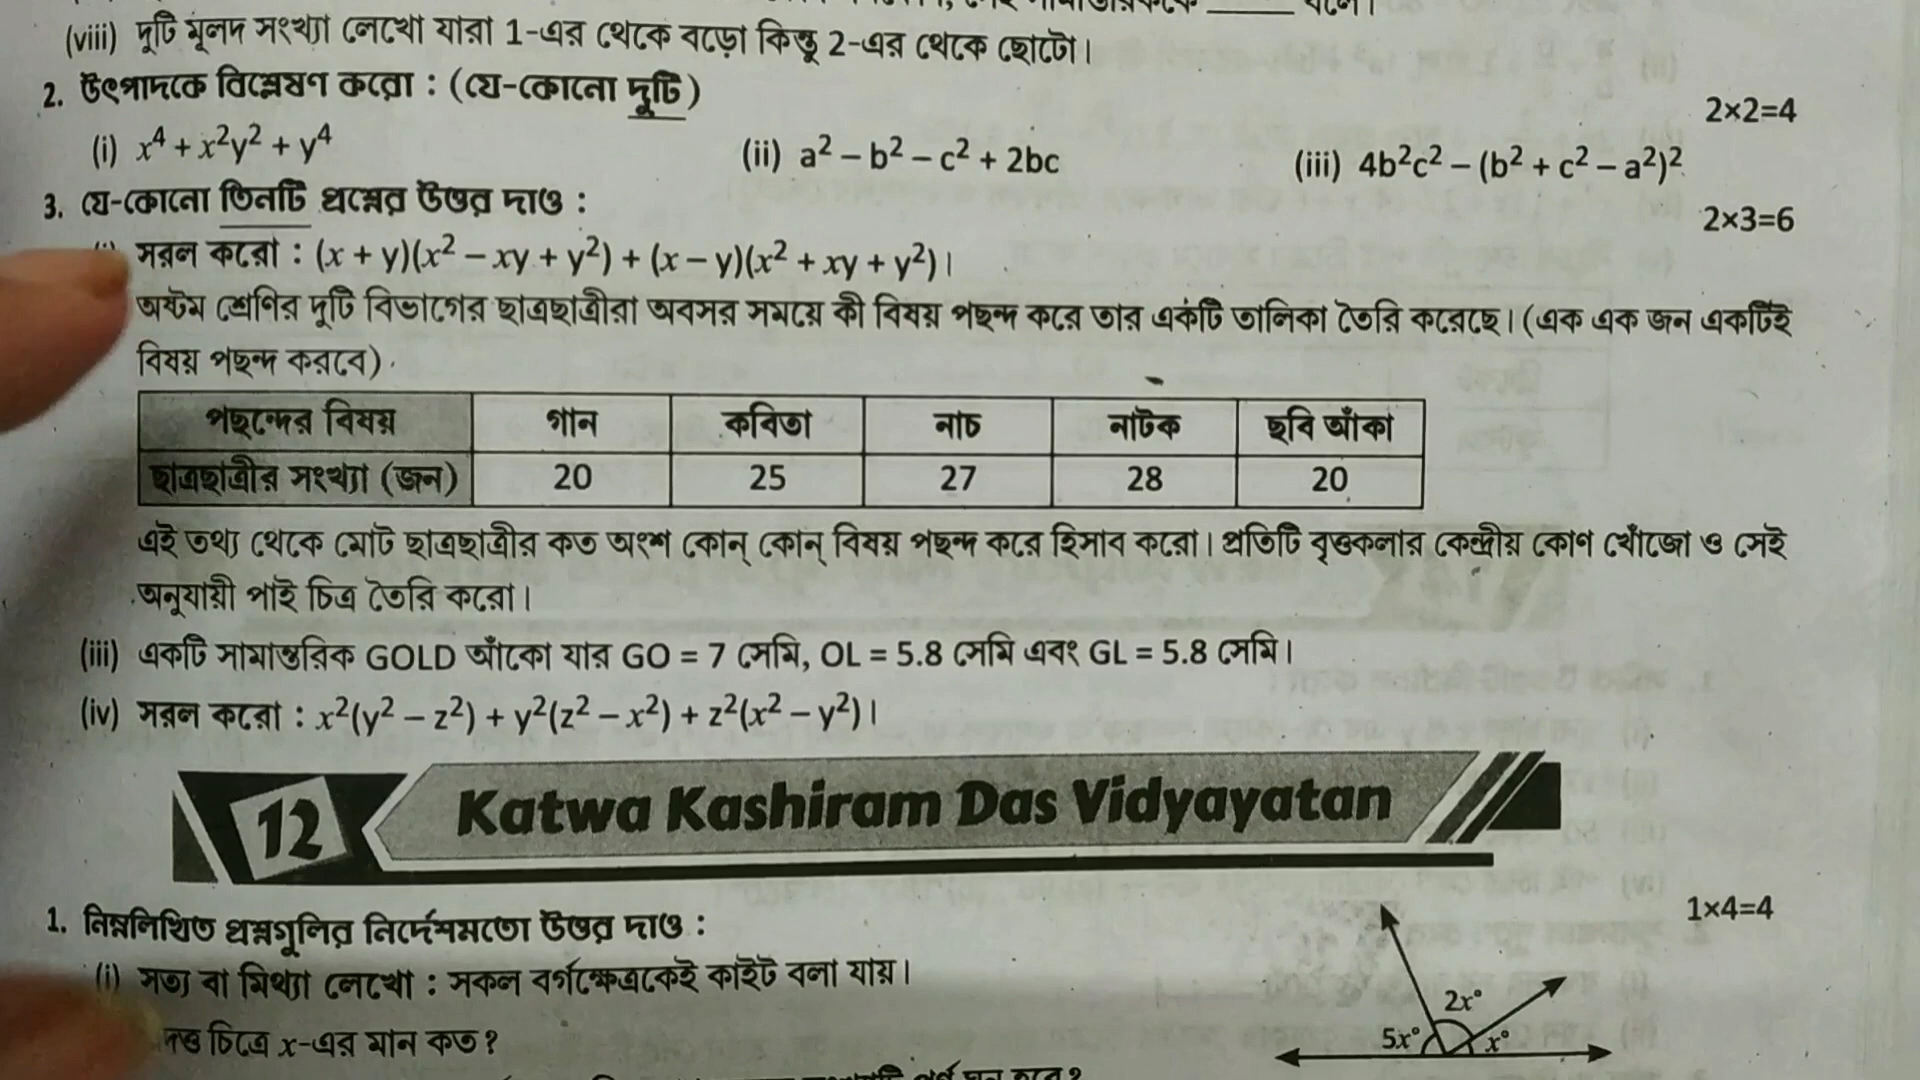 (viii) দুটি মূলদ সংখ্যা লেখো যারা 1-এর থেকে বড়ো কিন্তু 2-এর থেকে ছোটো।
2. উৎপাদকে বিশ্লেষণ করো : (যে-কোনো দুটি) 2×2=4
(i) x⁴ + x²y² + y⁴ (ii) a² – b² – c² + 2bc (iii) 4b²c² – (b² + c² – a²)²
3. যে-কোনো তিনটি প্রশ্নের উত্তর দাও : 2×3=6
সরল করো : (x + y)(x² – xy + y²) + (x – y)(x² + xy + y²)।
অষ্টম শ্রেণির দুটি বিভাগের ছাত্রছাত্রীরা অবসর সময়ে কী বিষয় পছন্দ করে তার একটি তালিকা তৈরি করেছে। (এক এক জন একটিই
বিষয় পছন্দ করবে)
পছন্দের বিষয় গান কবিতা নাচ নাটক ছবি আঁকা
ছাত্রছাত্রীর সংখ্যা (জন) 20 25 27 28 20
এই তথ্য থেকে মোট ছাত্রছাত্রীর কত অংশ কোন্ কোন্ বিষয় পছন্দ করে হিসাব করো। প্রতিটি বৃত্তকলার কেন্দ্রীয় কোণ খোঁজো ও সেই
অনুযায়ী পাই চিত্র তৈরি করো।
(iii) একটি সামান্তরিক GOLD আঁকো যার GO = 7 সেমি, OL = 5.8 সেমি এবং GL = 5.8 সেমি।
(iv) সরল করো : x²(y² – z²) + y²(z² – x²) + z²(x² – y²)।
12 Katwa Kashiram Das Vidyayatan
1. নিম্নলিখিত প্রশ্নগুলির নির্দেশমতো উত্তর দাও : 1×4=4
(i) সত্য বা মিথ্যা লেখো : সকল বর্গক্ষেত্রকেই কাইট বলা যায়।
2x°
চিত্রে x-এর মান কত?
5x° x°